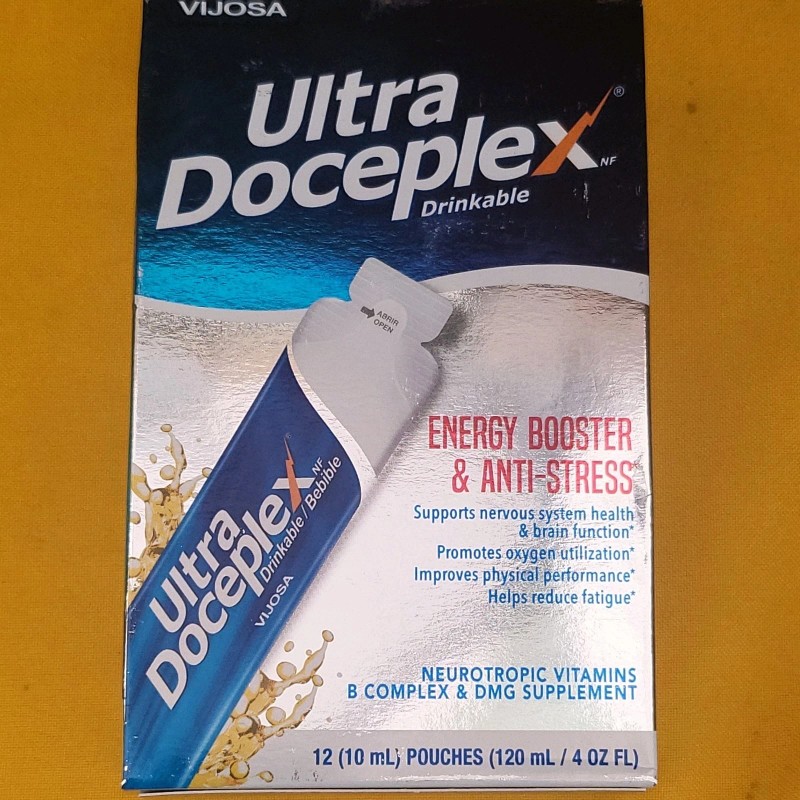 VIJOSA
Ultra
Doceplex®
NF
Drinkable
ABRIR
OPEN
ENERGY BOOSTER
& ANTI-STRESS*
Supports nervous system health
& brain function*
Promotes oxygen utilization*
Improves physical performance*
Helps reduce fatigue*
Ultra
Doceplex
NF
Drinkable / Bebible
VIJOSA
NEUROTROPIC VITAMINS
B COMPLEX & DMG SUPPLEMENT
12 (10 mL) POUCHES (120 mL / 4 OZ FL)